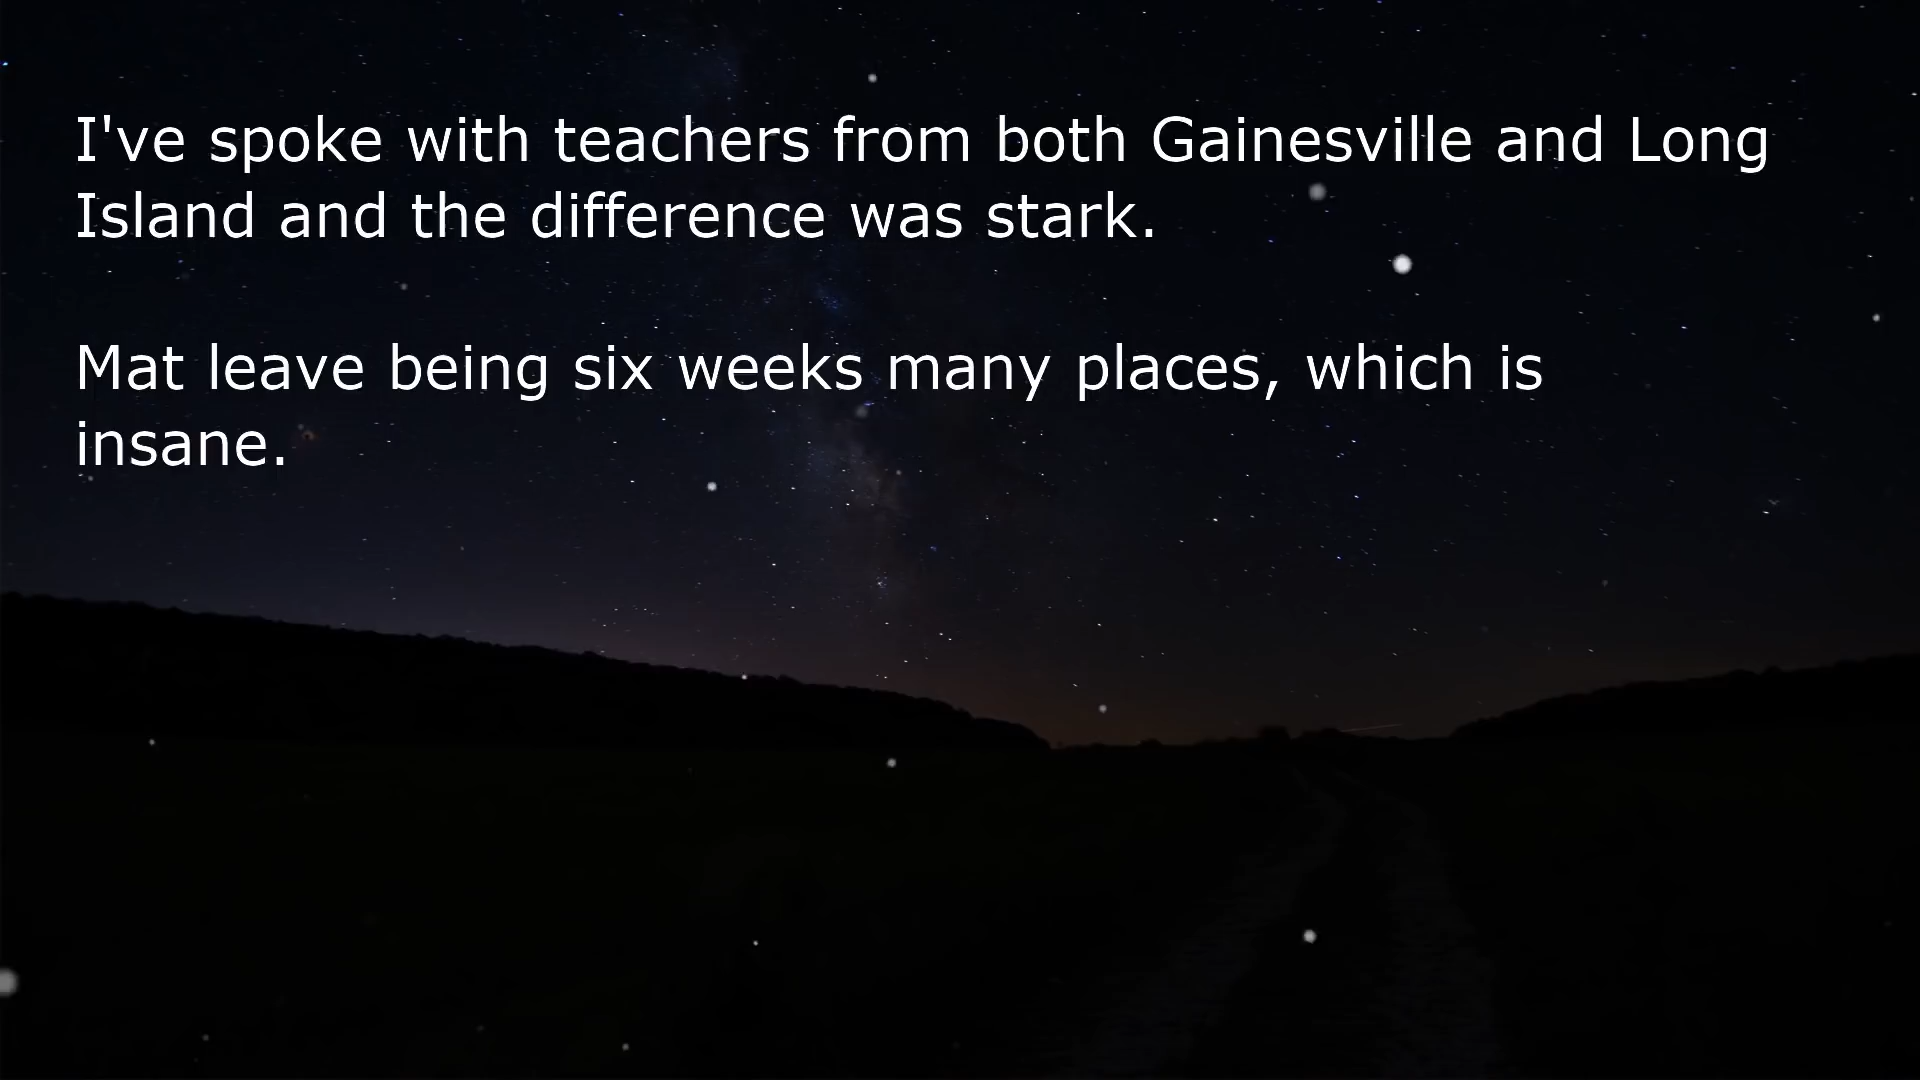 I've spoke with teachers from both Gainesville and Long
Island and the difference was stark.
Mat leave being six weeks many places, which is
insane.